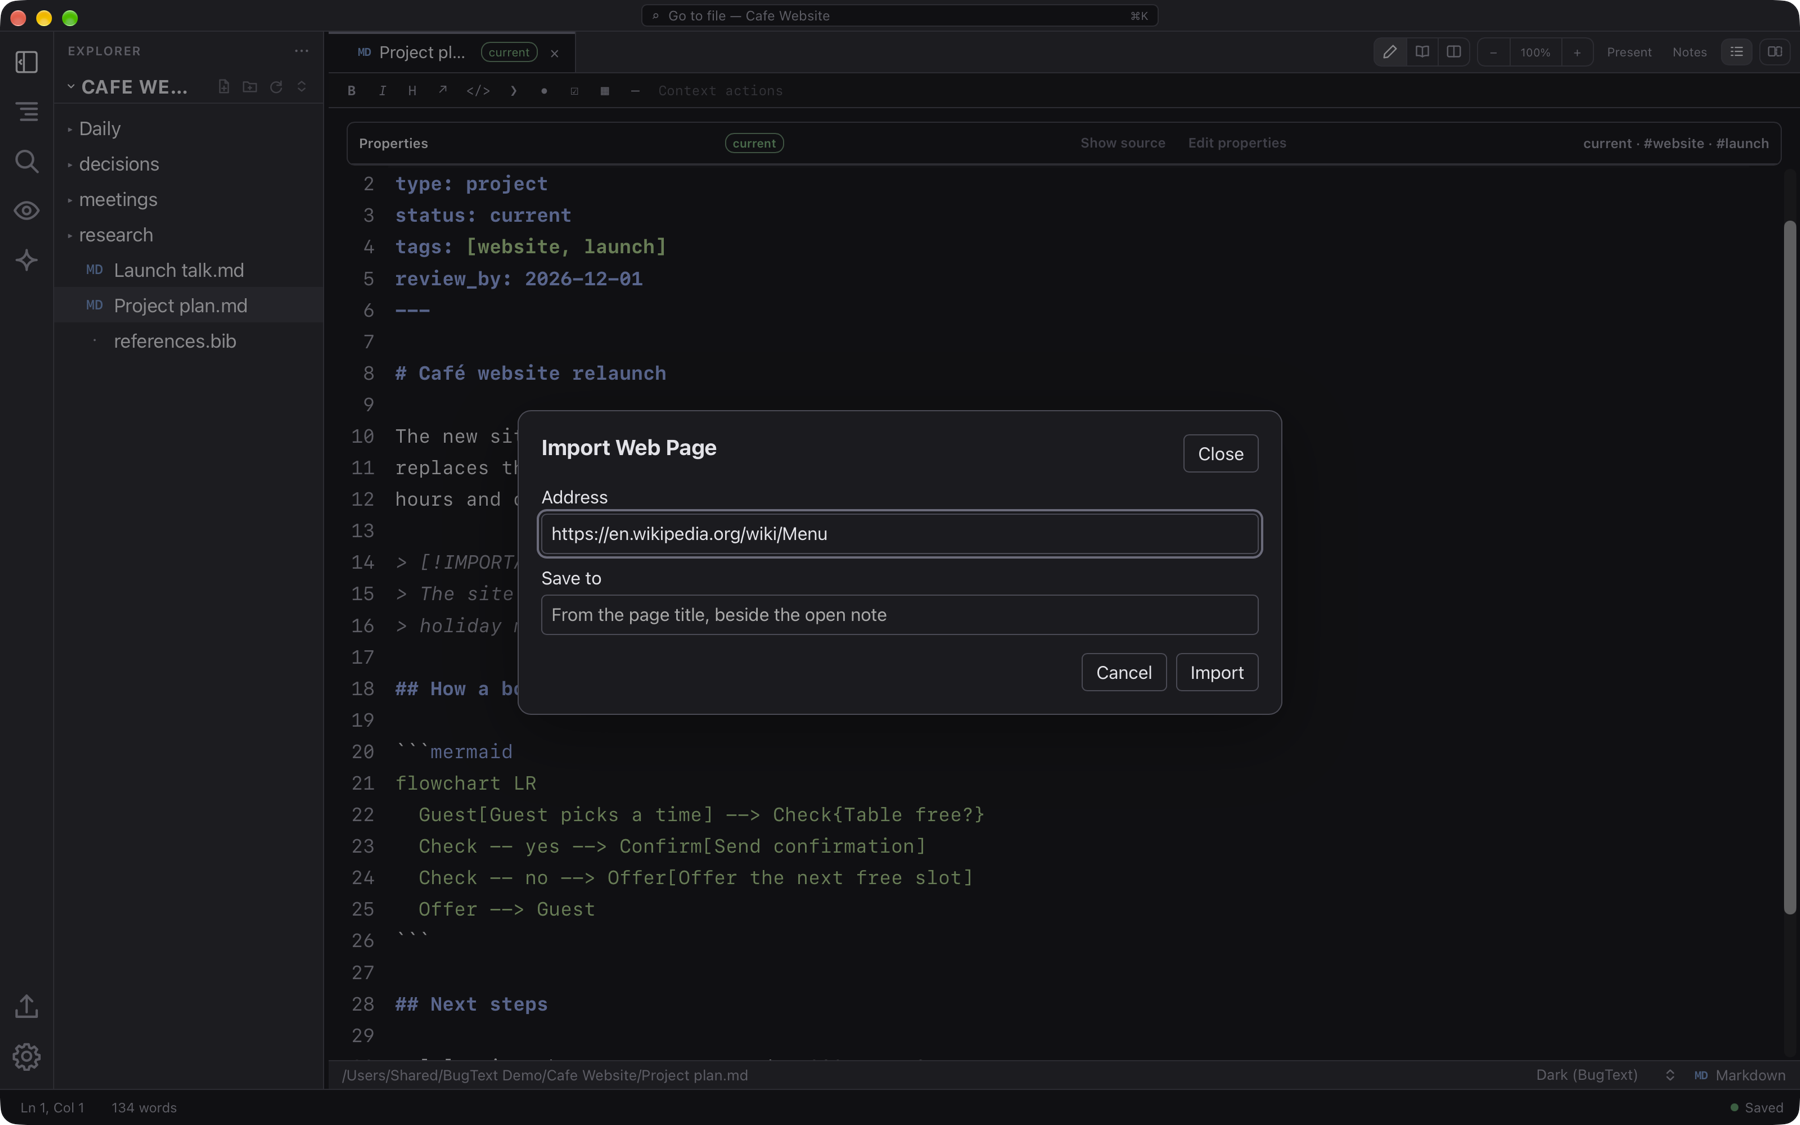 Go to file — Cafe Website
⌘K
EXPLORER
CAFE WE...
Daily
decisions
meetings
research
MD Launch talk.md
MD Project plan.md
references.bib
MD Project pl... current ×
− 100% + Present Notes
B I H ↗ </> ❯ ● ☑ ■ — Context actions
Properties current Show source Edit properties current · #website · #launch
2 type: project
3 status: current
4 tags: [website, launch]
5 review_by: 2026-12-01
6 ---
7
8 # Café website relaunch
9
10 The new sit
11 replaces th
12 hours and
13
14 > [!IMPORTA
15 > The site
16 > holiday
17
18 ## How a bo
19
20 ```mermaid
21 flowchart LR
22 Guest[Guest picks a time] --> Check{Table free?}
23 Check -- yes --> Confirm[Send confirmation]
24 Check -- no --> Offer[Offer the next free slot]
25 Offer --> Guest
26 ```
27
28 ## Next steps
29
Import Web Page
Close
Address
https://en.wikipedia.org/wiki/Menu
Save to
From the page title, beside the open note
Cancel Import
/Users/Shared/BugText Demo/Cafe Website/Project plan.md Dark (BugText) MD Markdown
Ln 1, Col 1 134 words Saved